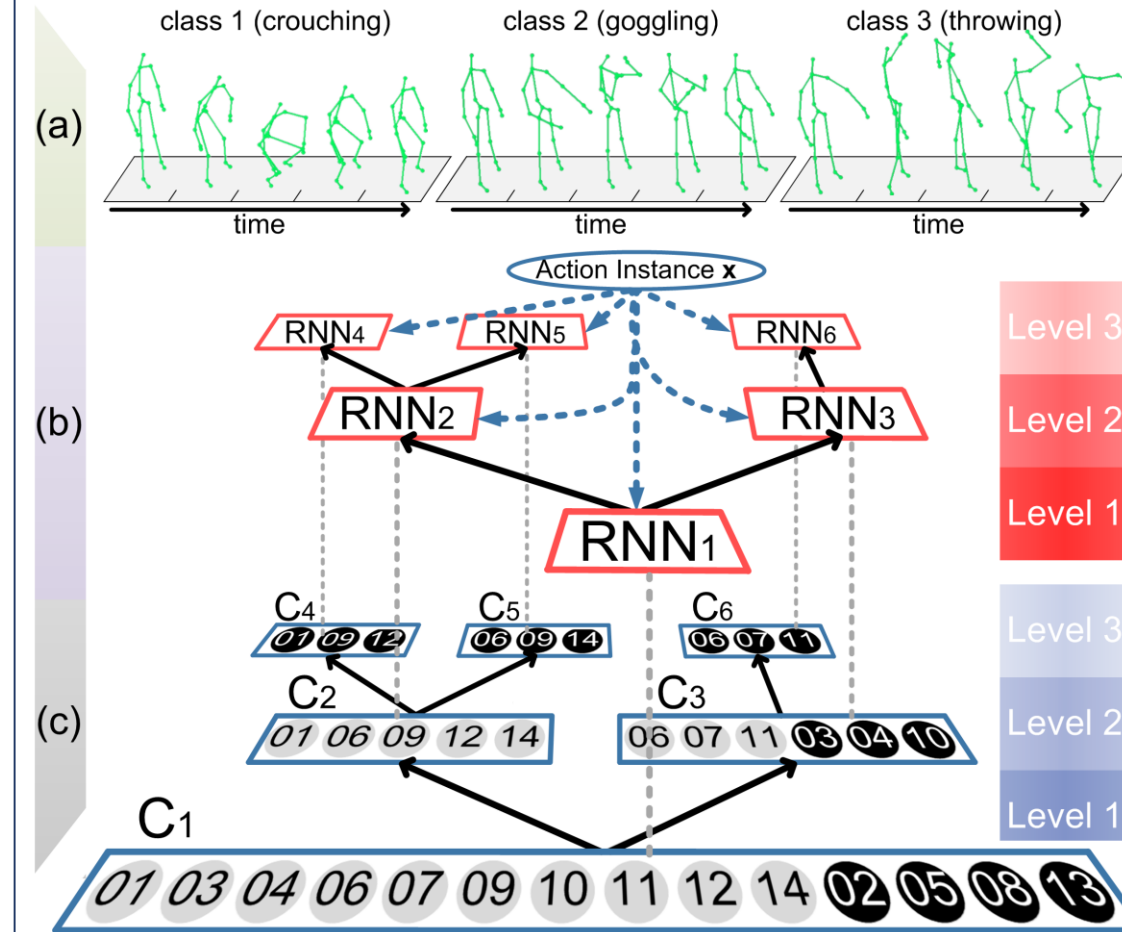 class 1 (crouching) class 2 (goggling) class 3 (throwing)
(a)
time time time
Action Instance x
RNN4 RNN5 RNN6
Level 3
(b)
RNN2 RNN3
Level 2
RNN1
Level 1
C4 C5 C6
01 09 12 06 09 14 06 07 11
Level 3
C2 C3
(c)
01 06 09 12 14 06 07 11 03 04 10
Level 2
C1
Level 1
01 03 04 06 07 09 10 11 12 14 02 05 08 13